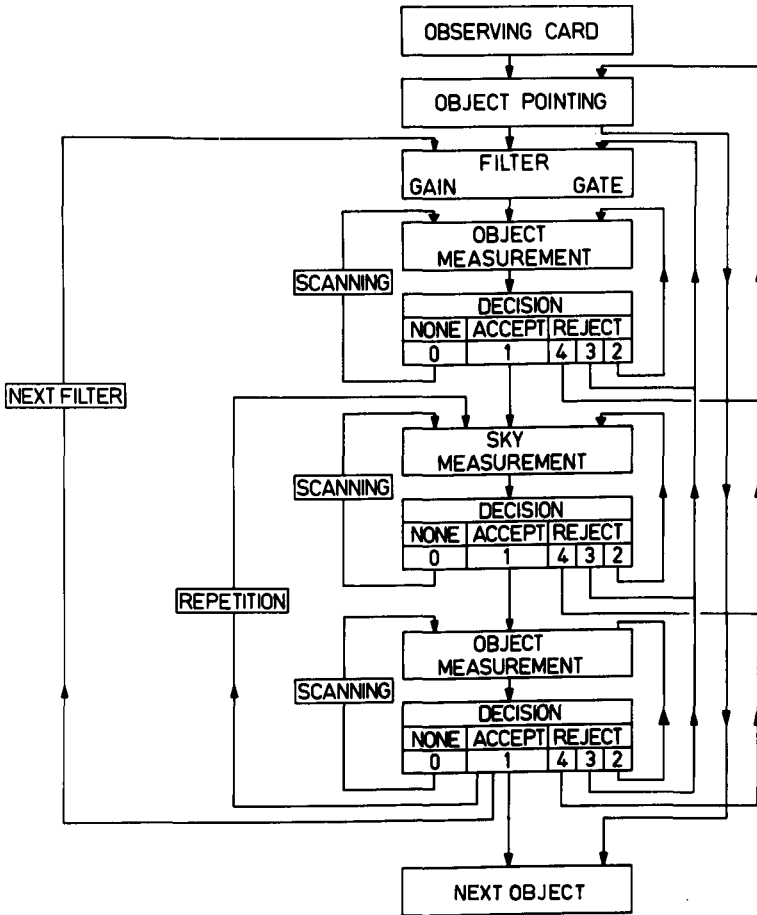 OBSERVING CARD
OBJECT POINTING
FILTER
GAIN GATE
OBJECT
MEASUREMENT
SCANNING
DECISION
NONE ACCEPT REJECT
0 1 4 3 2
NEXT FILTER
SKY
MEASUREMENT
SCANNING
DECISION
NONE ACCEPT REJECT
0 1 4 3 2
REPETITION
OBJECT
MEASUREMENT
SCANNING
DECISION
NONE ACCEPT REJECT
0 1 4 3 2
NEXT OBJECT